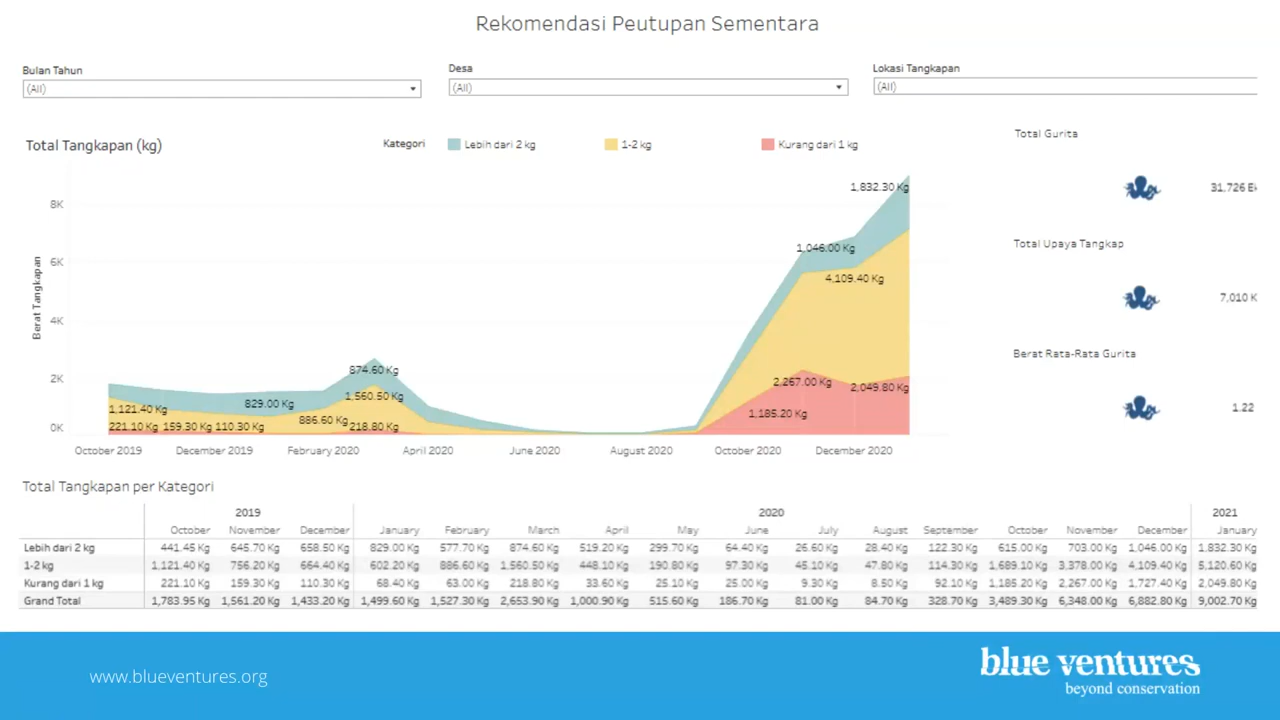 Rekomendasi Peutupan Sementara
Bulan Tahun
Desa
Lokasi Tangkapan
(All)
(All)
(All)
Total Tangkapan (kg)
Kategori
Lebih dari 2 kg
1-2 kg
Kurang dari 1 kg
Total Gurita
31.726 Ek
Total Upaya Tangkap
7,010 K
Berat Rata-Rata Gurita
1.22
Berat Tangkapan
8K
6K
4K
2K
0K
1,832.30 Kg
1,046.00 Kg
4,109.40 Kg
874.60 Kg
2,267.00 Kg
2,049.80 Kg
1,560.50 Kg
829.00 Kg
1,121.40 Kg
1,185.20 Kg
886.60 Kg
221.10 Kg 159.30 Kg 110.30 Kg
218.80 Kg
October 2019 December 2019 February 2020 April 2020 June 2020 August 2020 October 2020 December 2020
Total Tangkapan per Kategori
2019 2020 2021
October November December January February March April May June July August September October November December January
Lebih dari 2 kg 441.45 Kg 645.70 Kg 658.50 Kg 829.00 Kg 577.70 Kg 874.60 Kg 519.20 Kg 299.70 Kg 64.40 Kg 26.60 Kg 28.40 Kg 122.30 Kg 615.00 Kg 703.00 Kg 1,046.00 Kg 1,832.30 Kg
1-2 kg 1,121.40 Kg 756.20 Kg 664.40 Kg 602.20 Kg 886.60 Kg 1,560.50 Kg 448.10 Kg 190.80 Kg 97.30 Kg 45.10 Kg 47.80 Kg 114.30 Kg 1,689.10 Kg 3,378.00 Kg 4,109.40 Kg 5,120.60 Kg
Kurang dari 1 kg 221.10 Kg 159.30 Kg 110.30 Kg 68.40 Kg 63.00 Kg 218.80 Kg 33.60 Kg 25.10 Kg 25.00 Kg 9.30 Kg 8.50 Kg 92.10 Kg 1,185.20 Kg 2,267.00 Kg 1,727.40 Kg 2,049.80 Kg
Grand Total 1,783.95 Kg 1,561.20 Kg 1,433.20 Kg 1,499.60 Kg 1,527.30 Kg 2,653.90 Kg 1,000.90 Kg 515.60 Kg 186.70 Kg 81.00 Kg 84.70 Kg 328.70 Kg 3,489.30 Kg 6,348.00 Kg 6,882.80 Kg 9,002.70 Kg
www.blueventures.org
blue ventures
beyond conservation